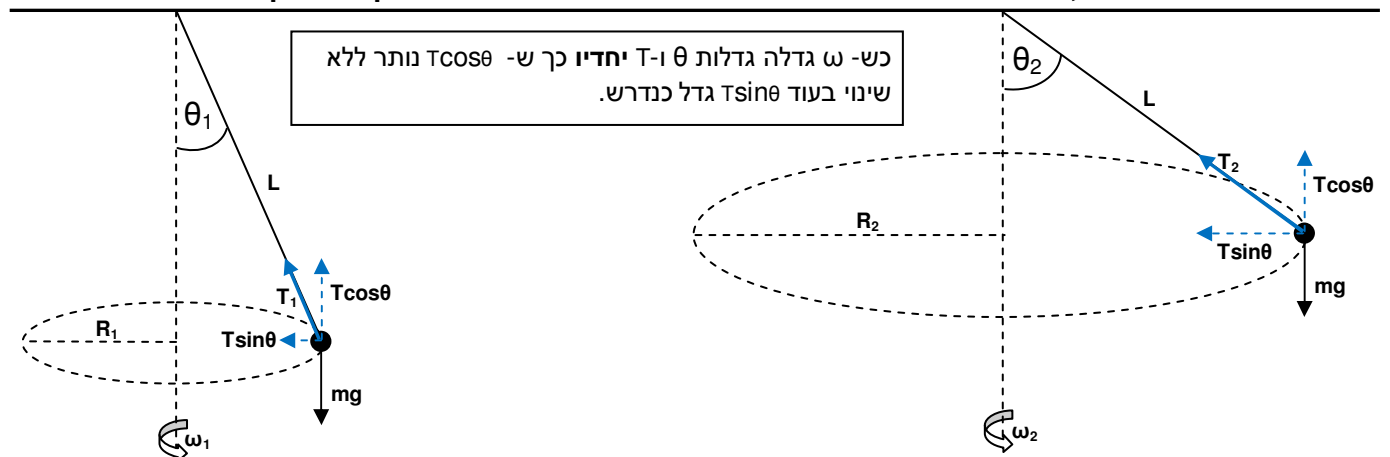 כש- ω גדלה גדלות θ ו-T יחדיו כך ש- Tcosθ נותר ללא
שינוי בעוד Tsinθ גדל כנדרש.
θ₁
L
T₁
Tcosθ
R₁
Tsinθ
mg
ω₁
θ₂
L
T₂
Tcosθ
R₂
Tsinθ
mg
ω₂